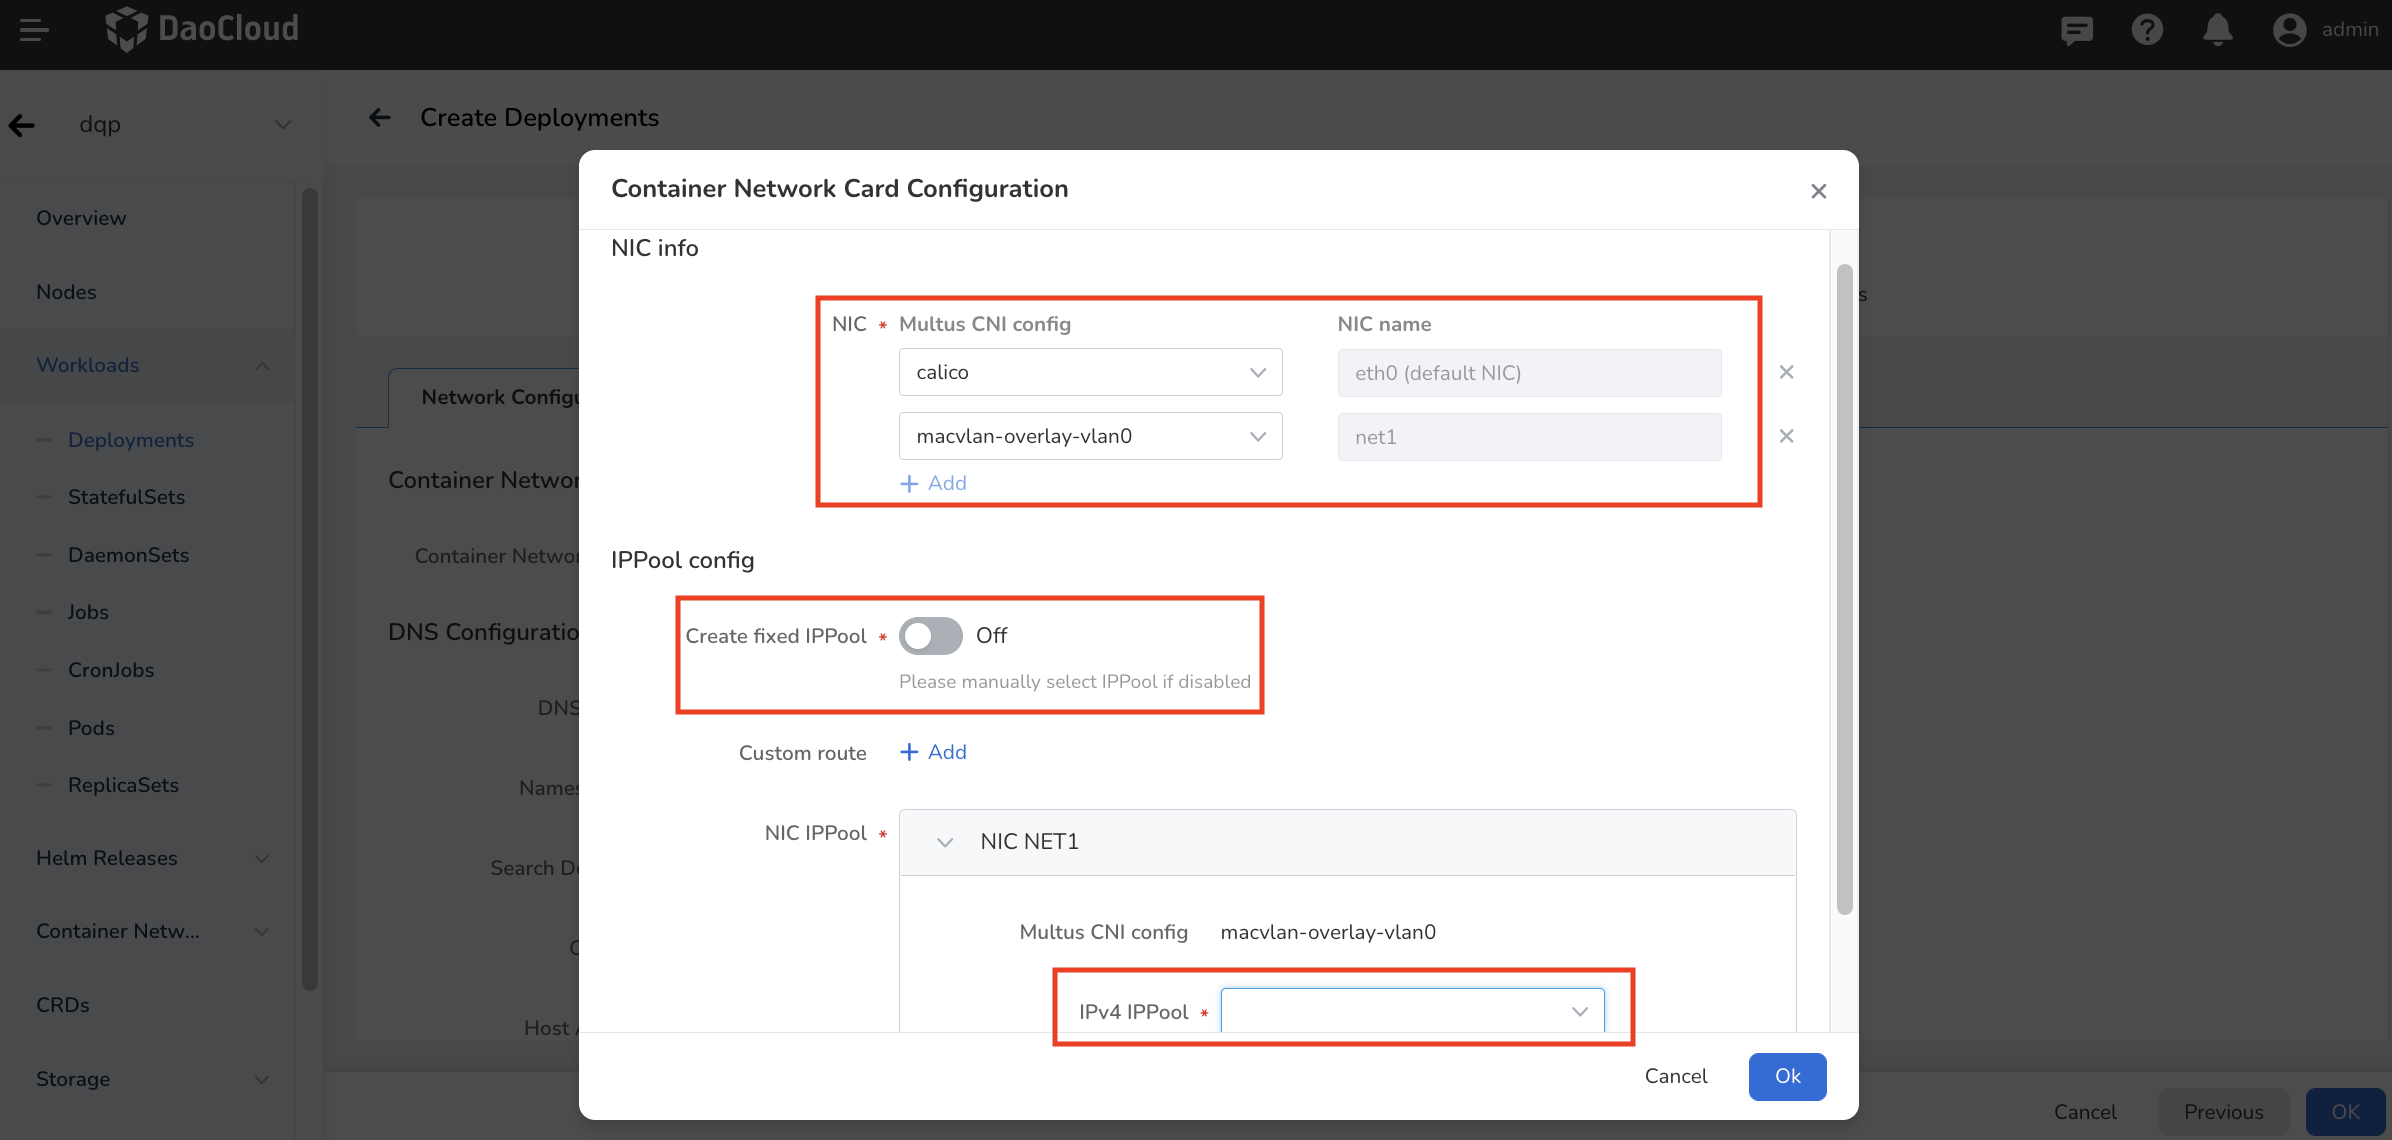 DaoCloud
admin
dqp
Create Deployments
Overview
Nodes
Workloads
Deployments
StatefulSets
DaemonSets
Jobs
CronJobs
Pods
ReplicaSets
Helm Releases
Container Netw...
CRDs
Storage
Network Configu
Container Networ
Container Networ
DNS Configuratio
DNS
Names
Search Do
Host A
Container Network Card Configuration
NIC info
NIC * Multus CNI config NIC name
calico eth0 (default NIC)
macvlan-overlay-vlan0 net1
+ Add
IPPool config
Create fixed IPPool * Off
Please manually select IPPool if disabled
Custom route + Add
NIC IPPool * NIC NET1
Multus CNI config macvlan-overlay-vlan0
IPv4 IPPool *
Cancel Ok
s
Cancel Previous OK